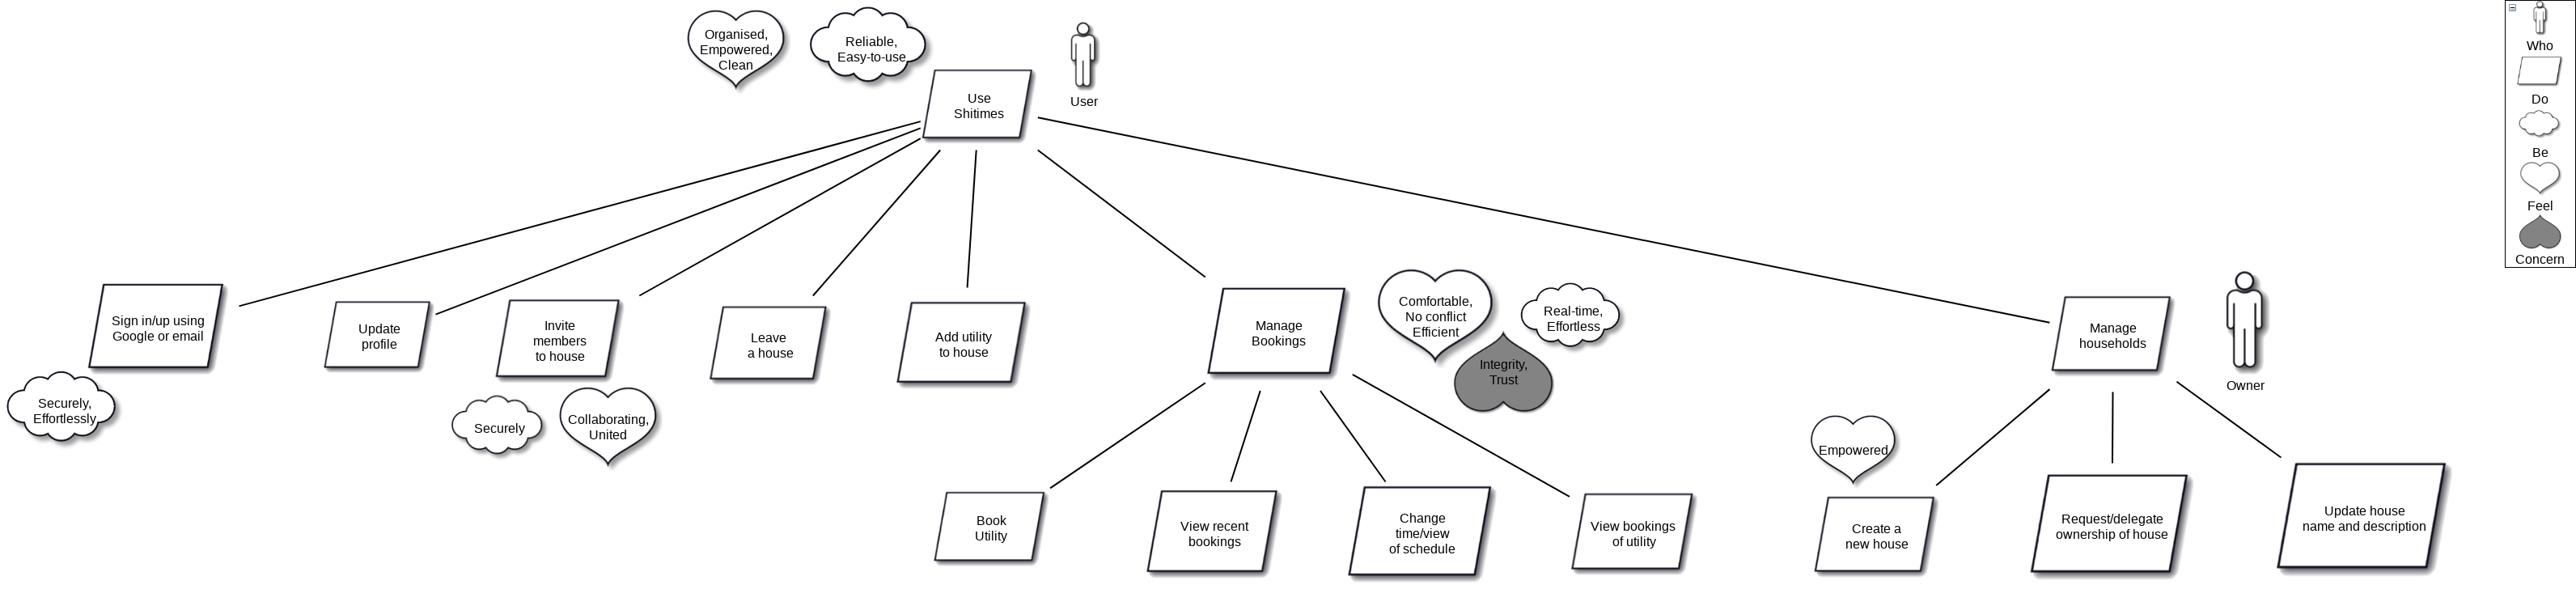 Organised,
Empowered,
Clean
Reliable,
Easy-to-use
User
Use
Shitimes
Who
Do
Be
Feel
Concern
Sign in/up using
Google or email
Securely,
Effortlessly
Update
profile
Invite
members
to house
Securely
Collaborating,
United
Leave
a house
Add utility
to house
Manage
Bookings
Comfortable,
No conflict
Efficient
Real-time,
Effortless
Integrity,
Trust
Manage
households
Owner
Book
Utility
View recent
bookings
Change
time/view
of schedule
View bookings
of utility
Empowered
Create a
new house
Request/delegate
ownership of house
Update house
name and description